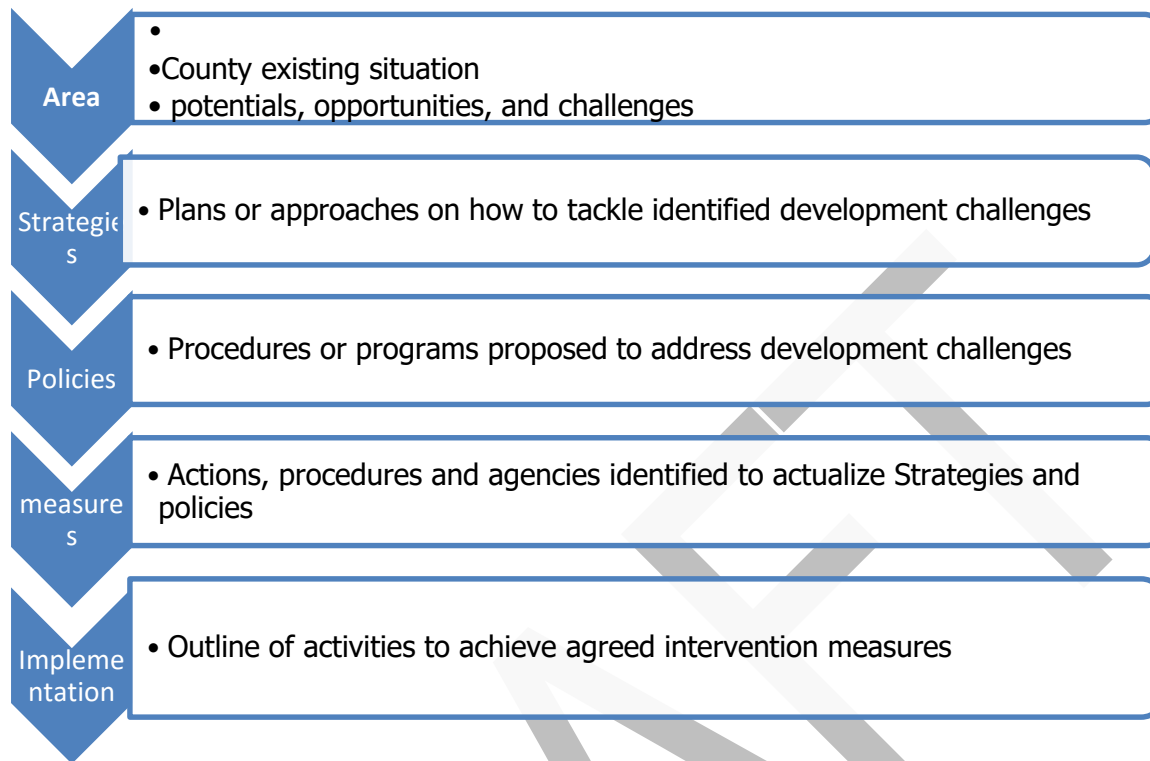 Area
•
•County existing situation
• potentials, opportunities, and challenges
Strategie
s
• Plans or approaches on how to tackle identified development challenges
Policies
• Procedures or programs proposed to address development challenges
measure
s
• Actions, procedures and agencies identified to actualize Strategies and
policies
Impleme
ntation
• Outline of activities to achieve agreed intervention measures
AFT